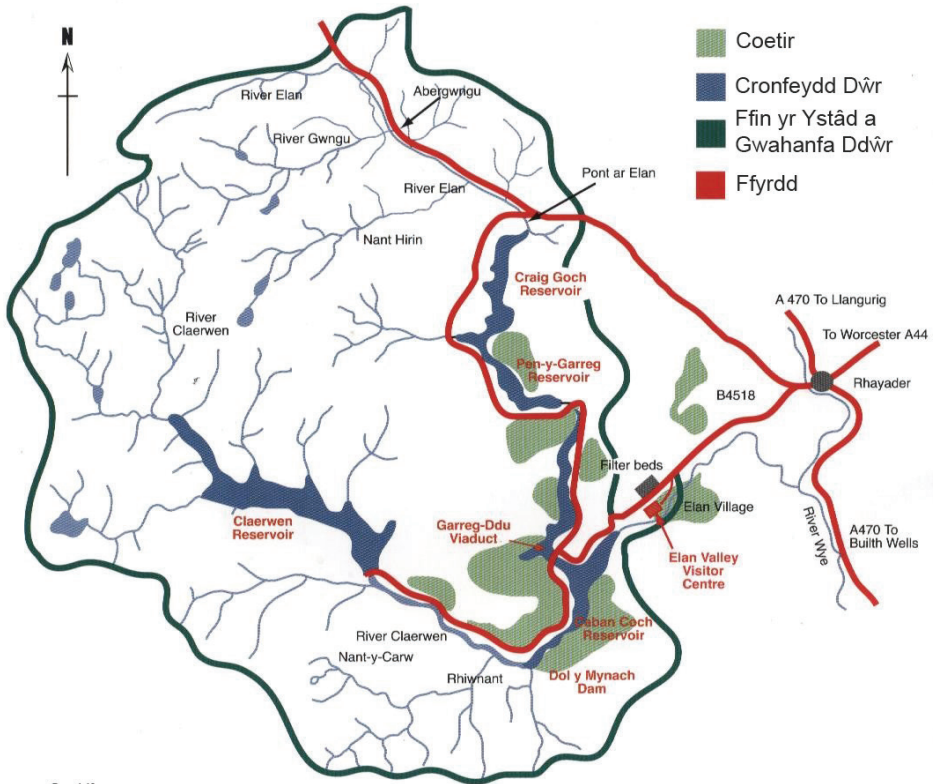 N
Coetir
Cronfeydd Dŵr
Ffin yr Ystâd a
Gwahanfa Ddŵr
Ffyrdd
River Elan
Abergwngu
River Gwngu
River Elan
Pont ar Elan
Nant Hirin
Craig Goch
Reservoir
River
Claerwen
A 470 To Llangurig
To Worcester A44
Pen-y-Garreg
Reservoir
Rhayader
B4518
Filter beds
Elan Village
Claerwen
Reservoir
Garreg-Ddu
Viaduct
Elan Valley
Visitor
Centre
River Wye
A470 To
Builth Wells
Caban Coch
Reservoir
River Claerwen
Nant-y-Carw
Rhiwnant
Dol y Mynach
Dam